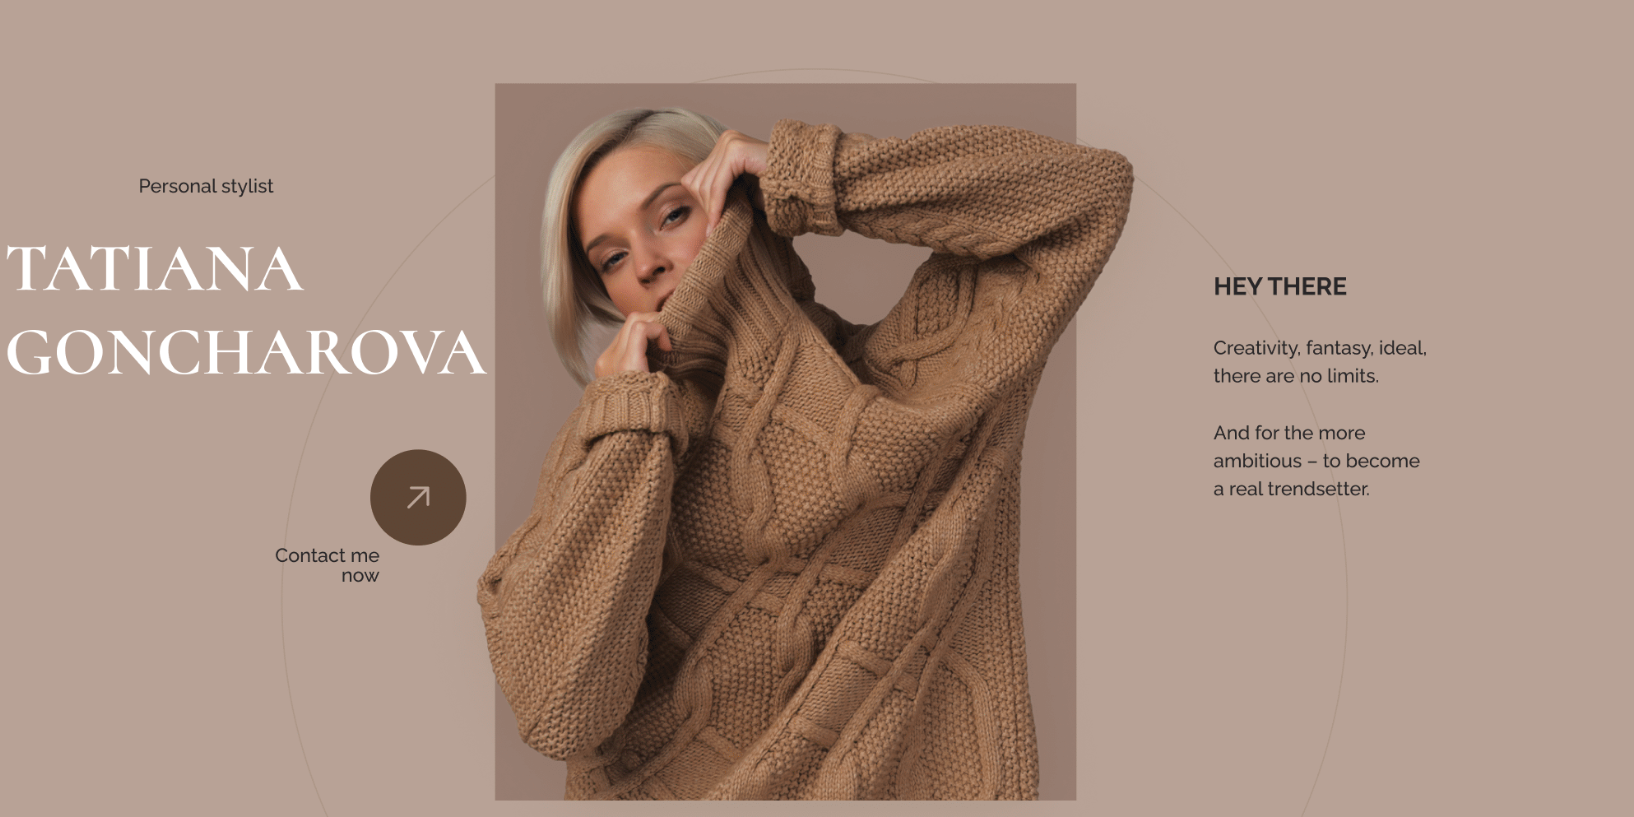 Personal stylist
TATIANA
GONCHAROVA
Contact me
now
HEY THERE
Creativity, fantasy, ideal,
there are no limits.
And for the more
ambitious – to become
a real trendsetter.